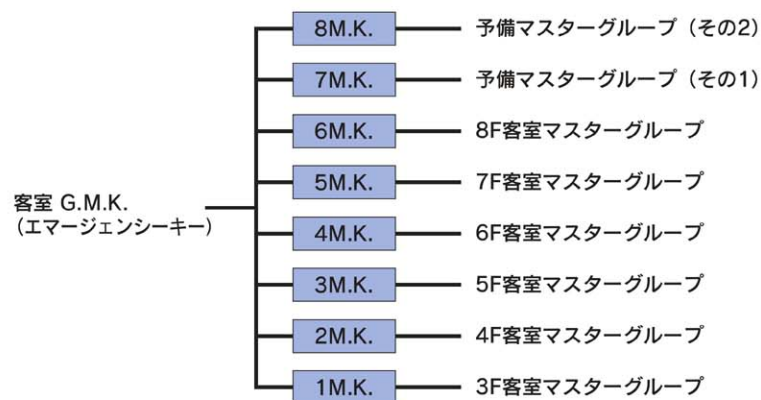 8M.K. 予備マスターグループ（その2）
7M.K. 予備マスターグループ（その1）
6M.K. 8F客室マスターグループ
5M.K. 7F客室マスターグループ
客室 G.M.K.
（エマージェンシーキー）
4M.K. 6F客室マスターグループ
3M.K. 5F客室マスターグループ
2M.K. 4F客室マスターグループ
1M.K. 3F客室マスターグループ